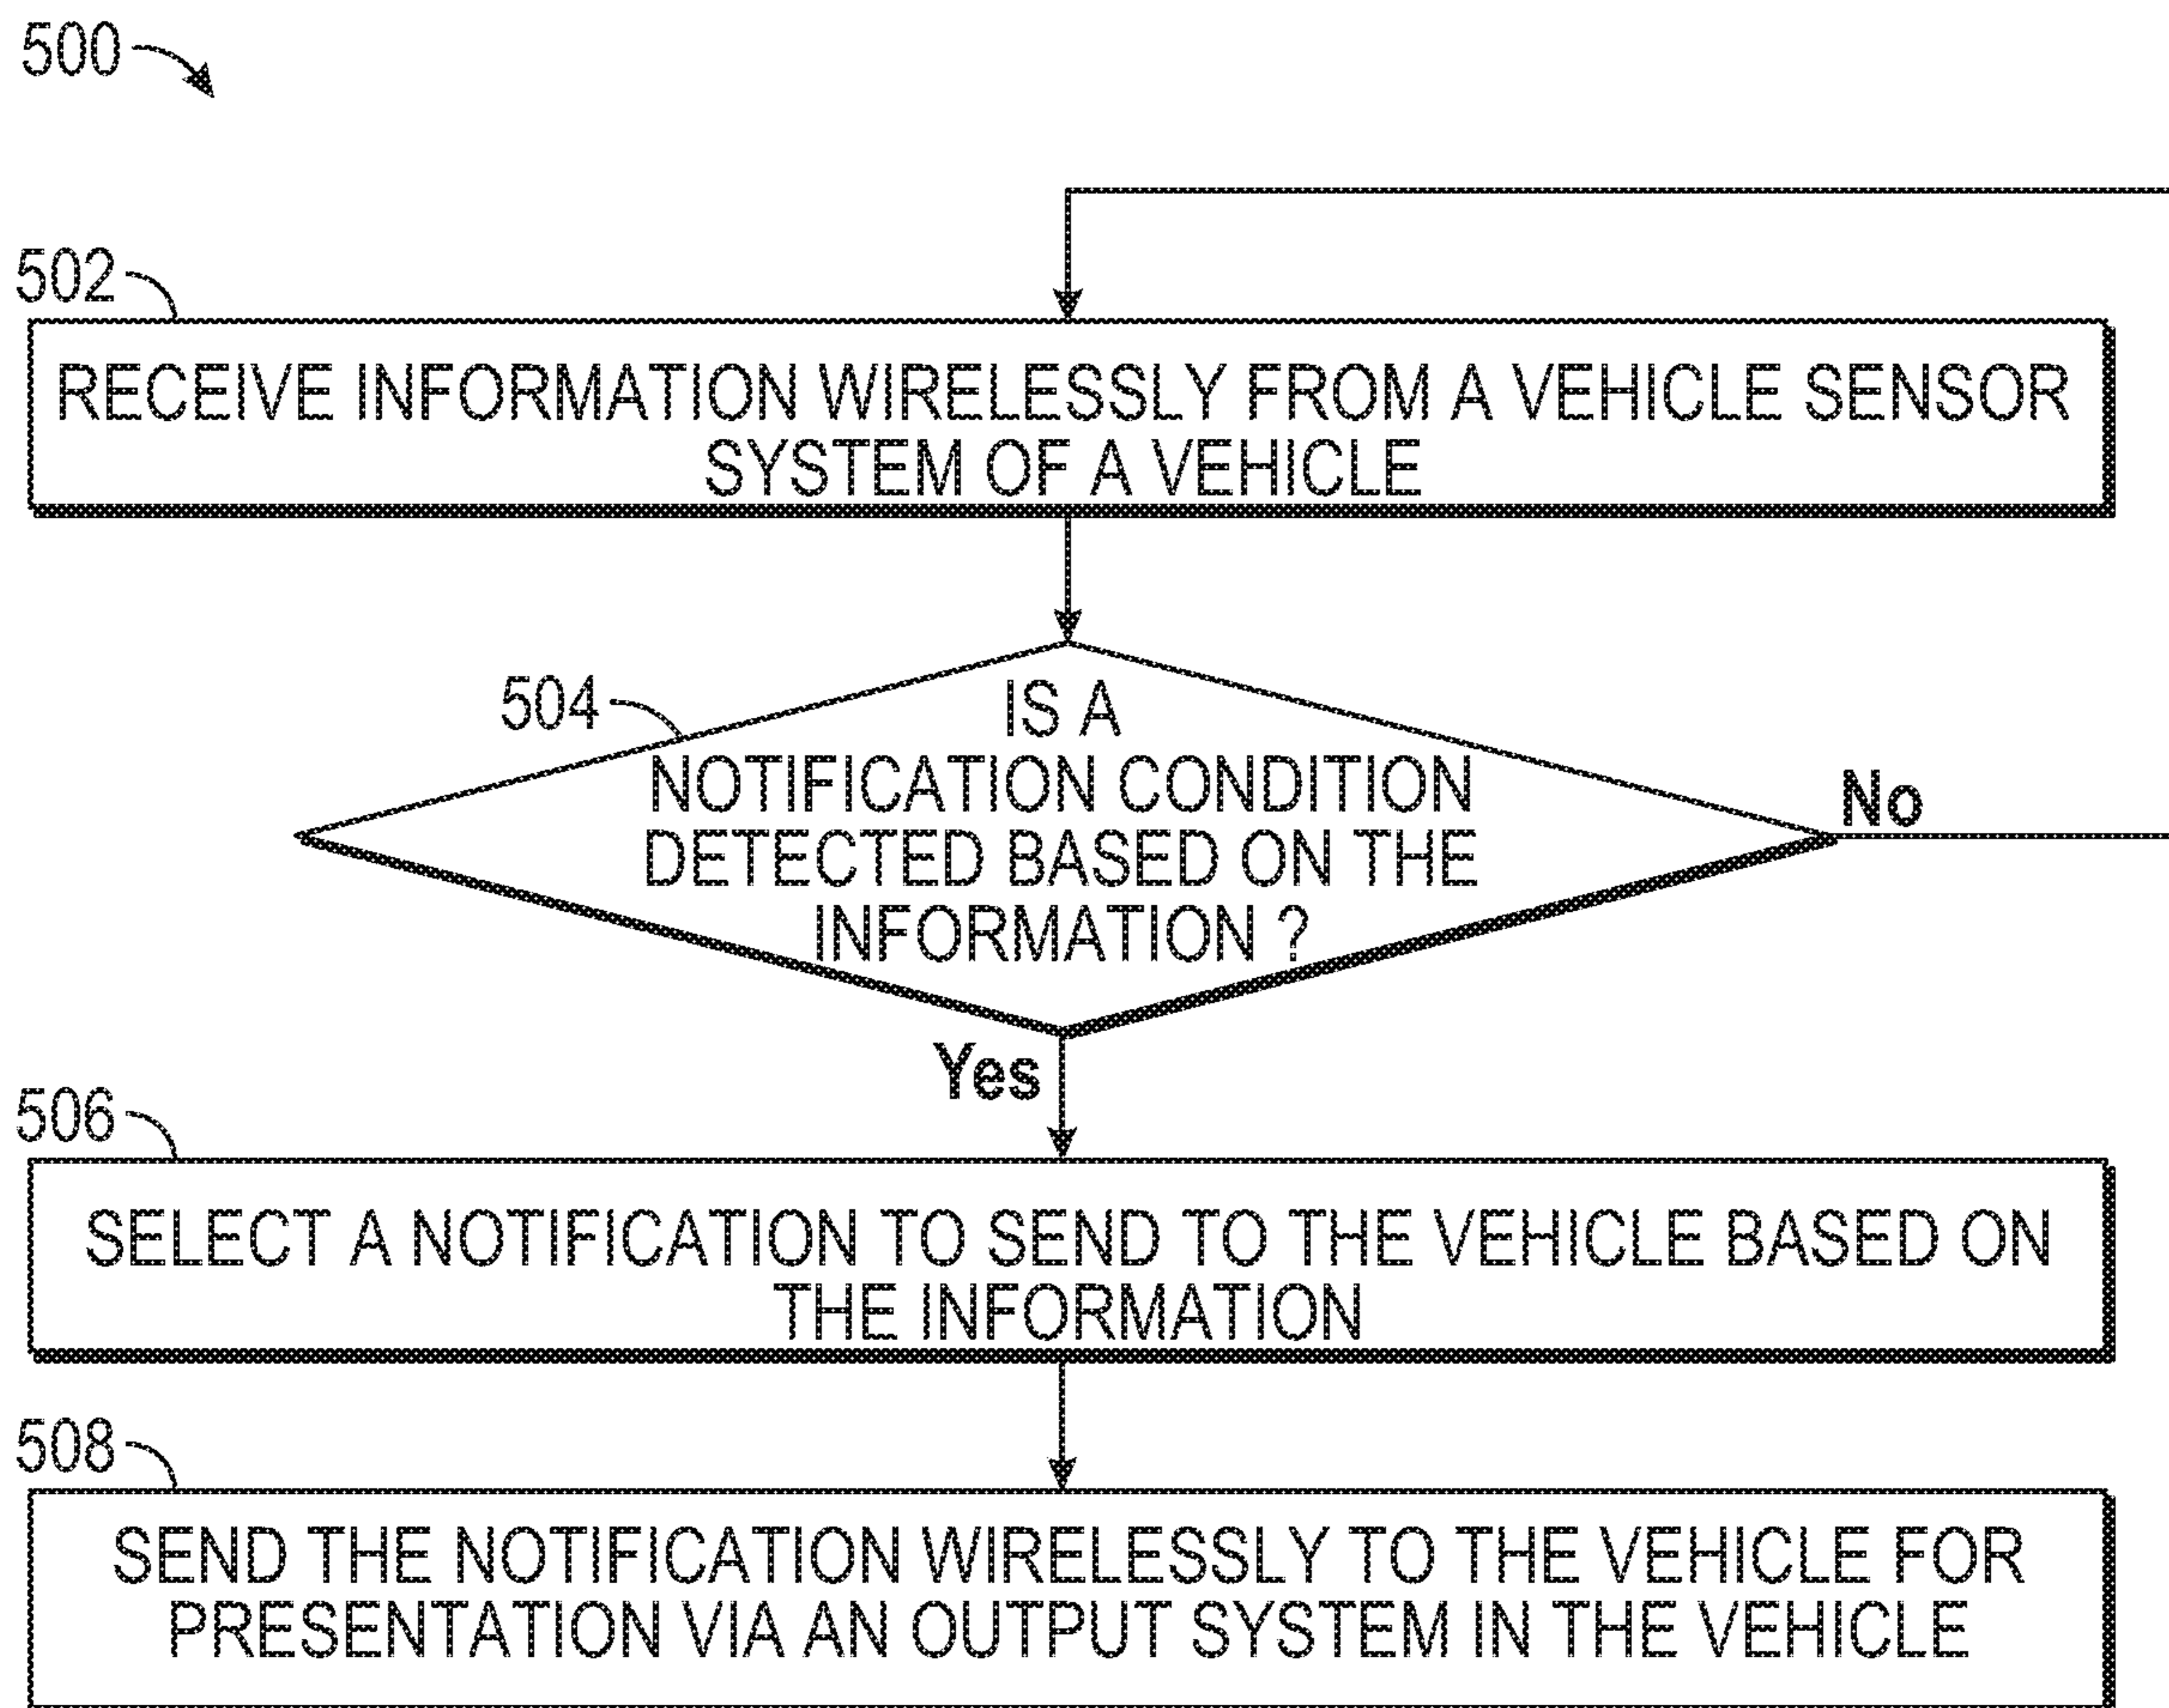 500
502
RECEIVE INFORMATION WIRELESSLY FROM A VEHICLE SENSOR
SYSTEM OF A VEHICLE
504
IS A
NOTIFICATION CONDITION
DETECTED BASED ON THE
INFORMATION ?
No
Yes
506
SELECT A NOTIFICATION TO SEND TO THE VEHICLE BASED ON
THE INFORMATION
508
SEND THE NOTIFICATION WIRELESSLY TO THE VEHICLE FOR
PRESENTATION VIA AN OUTPUT SYSTEM IN THE VEHICLE